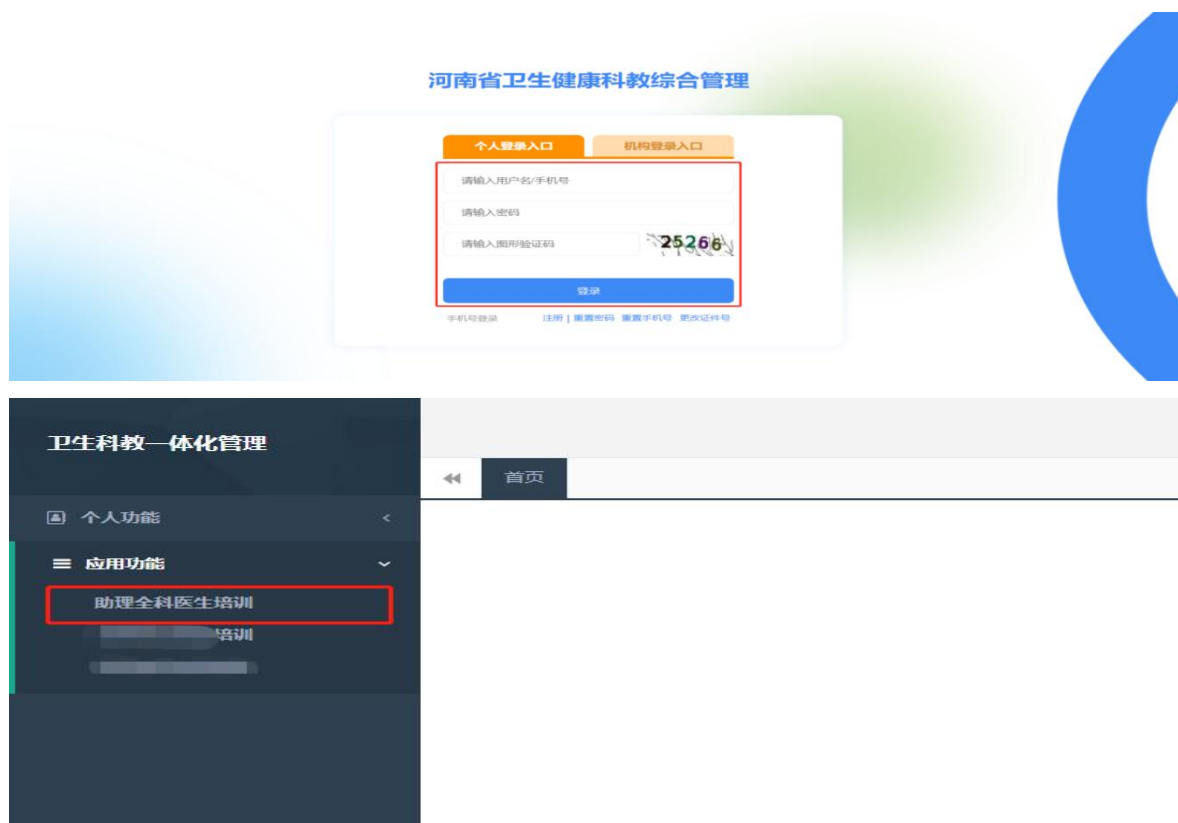 河南省卫生健康科教综合管理
个人登录入口 机构登录入口
请输入用户名/手机号
请输入密码
请输入图形验证码 25266
登录
手机号登录 注册 | 重置密码 重置手机号 更改证件号
卫生科教一体化管理
首页
个人功能
应用功能
助理全科医生培训
培训